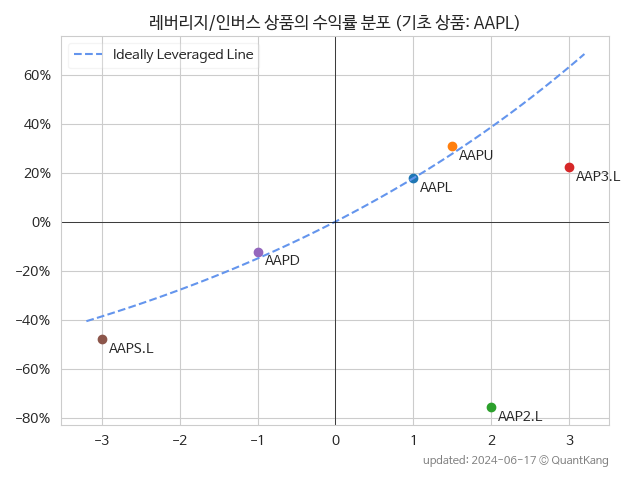 레버리지/인버스 상품의 수익률 분포 (기초 상품: AAPL)
Ideally Leveraged Line
60%
40%
20%
0%
−20%
−40%
−60%
−80%
AAPU
AAP3.L
AAPL
AAPD
AAPS.L
AAP2.L
−3 −2 −1 0 1 2 3
updated: 2024-06-17 © QuantKang